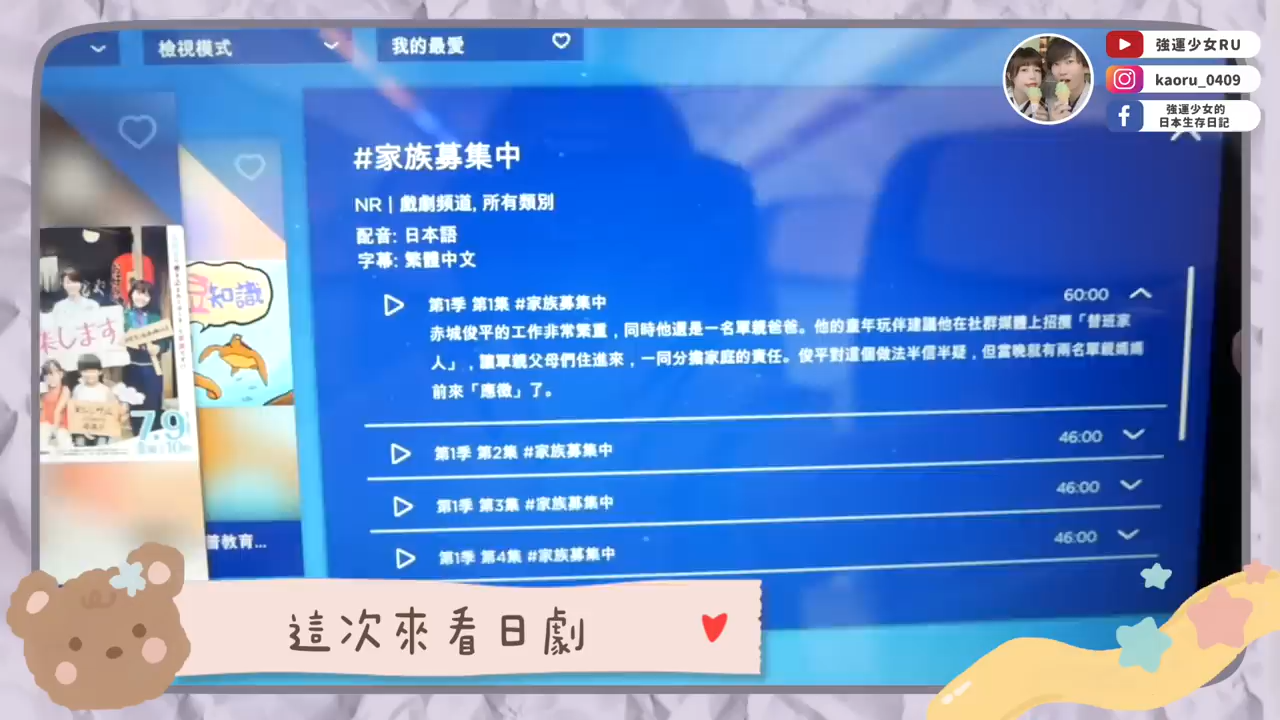 檢視模式
我的最愛
強運少女RU
kaoru_0409
強運少女的
日本生存日記
#家族募集中
NR | 戲劇頻道, 所有類別
配音: 日本語
字幕: 繁體中文
第1季 第1集 #家族募集中
60:00
赤城俊平的工作非常繁重，同時他還是一名單親爸爸。他的童年玩伴建議他在社群媒體上招攬「替班家
人」，讓單親父母們住進來，一同分擔家庭的責任。俊平對這個做法半信半疑，但當晚就有兩名單親媽媽
前來「應徵」了。
第1季 第2集 #家族募集中
46:00
第1季 第3集 #家族募集中
46:00
第1季 第4集 #家族募集中
46:00
集します
7.9
豆知識
普教育...
這次來看日劇